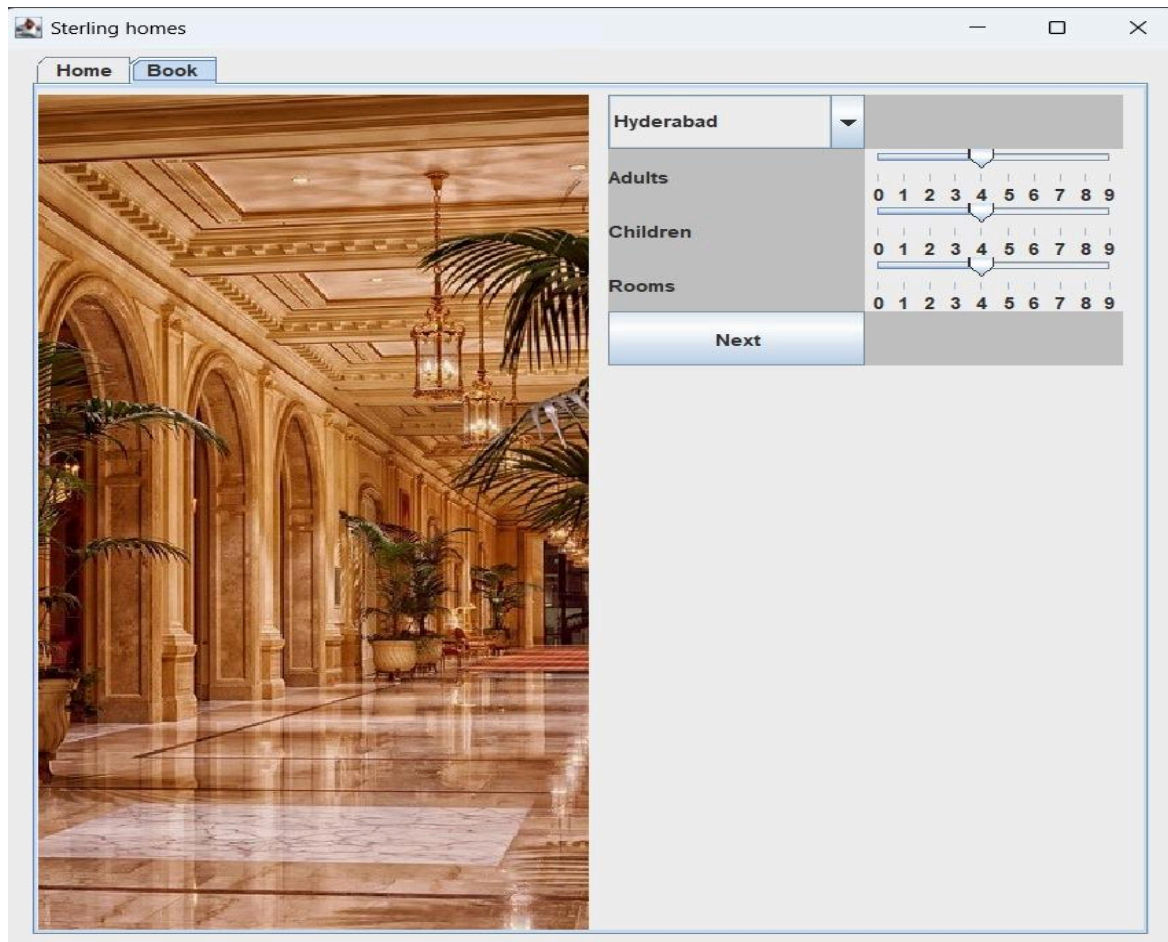 Sterling homes
Home Book
Hyderabad
Adults
0 1 2 3 4 5 6 7 8 9
Children
0 1 2 3 4 5 6 7 8 9
Rooms
0 1 2 3 4 5 6 7 8 9
Next